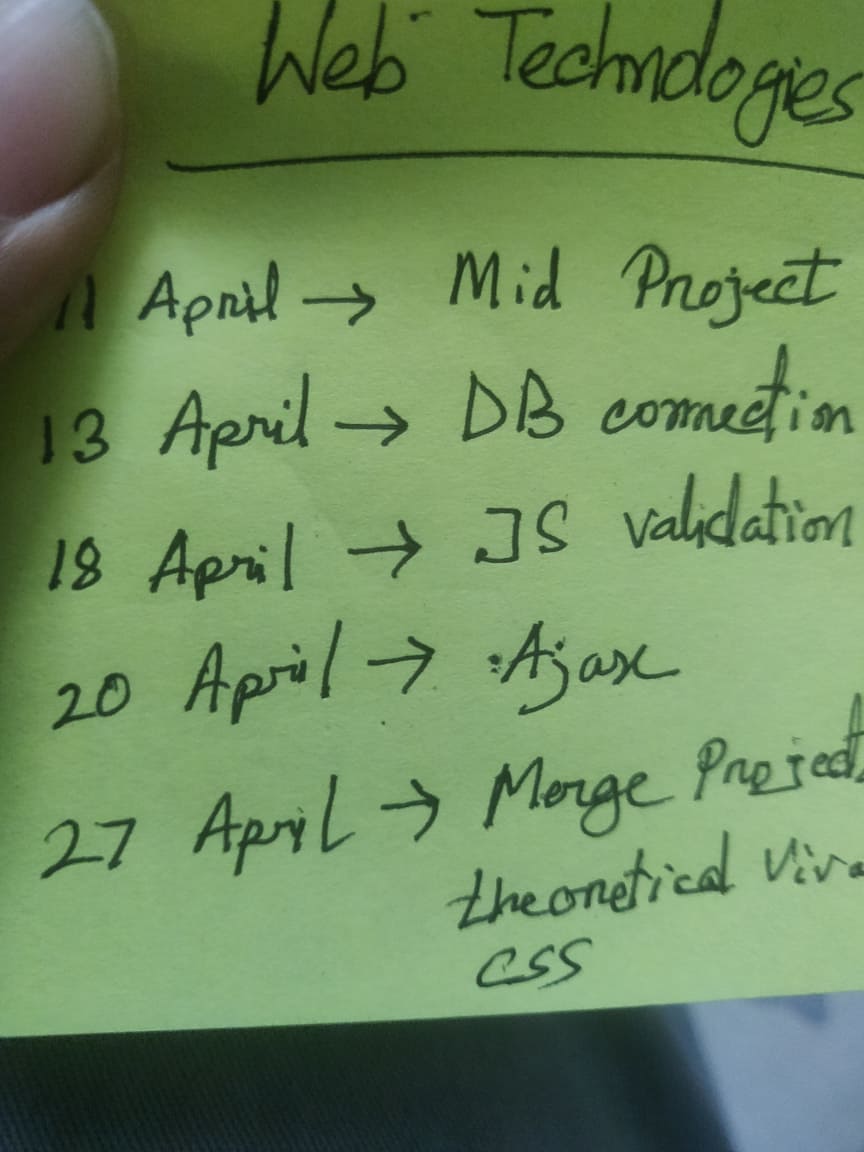 Web Technologies
11 April → Mid Project
13 April → DB connection
18 April → JS validation
20 April → Ajax
27 April → Merge Project,
theoretical Viva
CSS